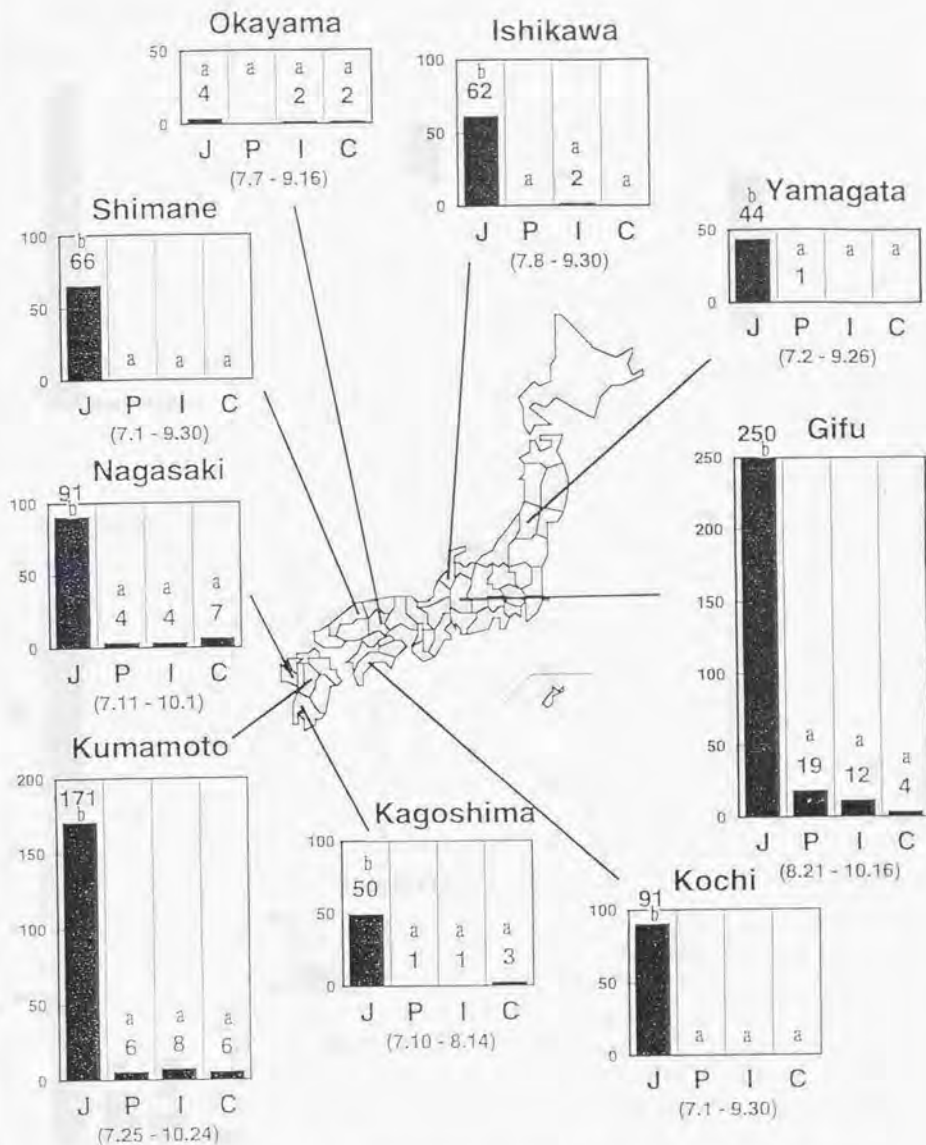 Okayama
50
0
a a a a
4 2 2
J P I C
(7.7 - 9.16)
Ishikawa
100
50
0
b
62
a
2
a a
J P I C
(7.8 - 9.30)
Yamagata
50
0
b
44
a a a
1
J P I C
(7.2 - 9.26)
Shimane
100
50
0
b
66
a a a
J P I C
(7.1 - 9.30)
Gifu
250
200
150
100
50
0
250
b
a a a
19 12 4
J P I C
(8.21 - 10.16)
Nagasaki
100
50
0
91
b
a a a
4 4 7
J P I C
(7.11 - 10.1)
Kumamoto
200
150
100
50
0
171
b
a a a
6 8 6
J P I C
(7.25 - 10.24)
Kagoshima
100
50
0
b
50
a a a
1 1 3
J P I C
(7.10 - 8.14)
Kochi
100
50
0
91
b
a a a
J P I C
(7.1 - 9.30)